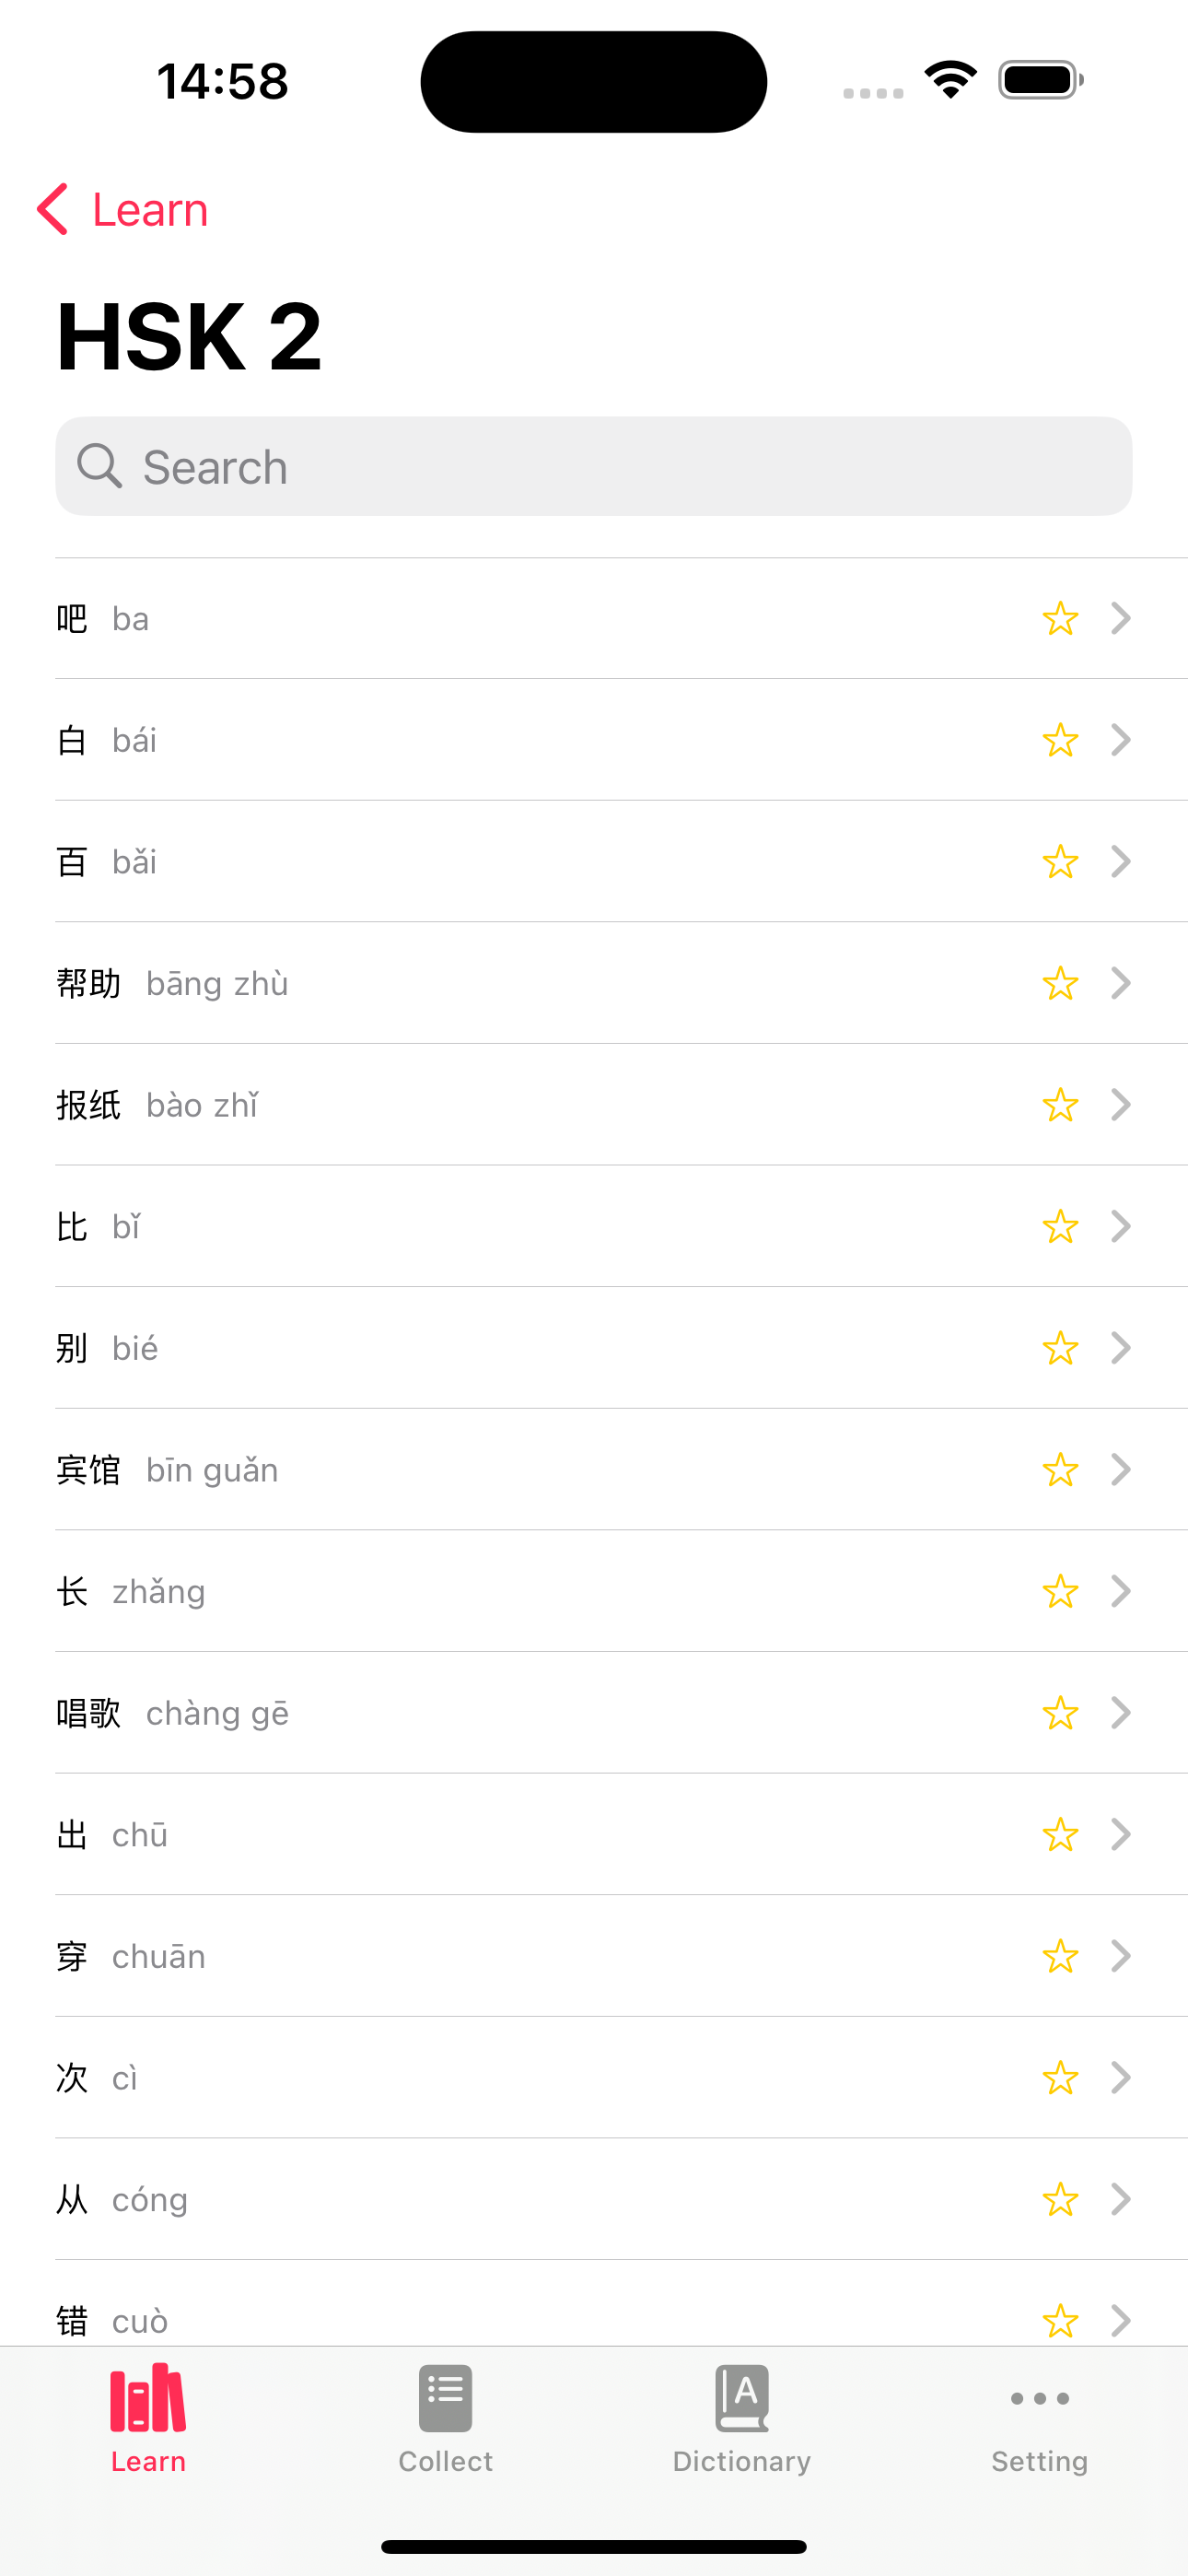 14:58
Learn
HSK 2
Search
吧 ba
白 bái
百 bǎi
帮助 bāng zhù
报纸 bào zhǐ
比 bǐ
别 bié
宾馆 bīn guǎn
长 zhǎng
唱歌 chàng gē
出 chū
穿 chuān
次 cì
从 cóng
错 cuò
Learn Collect Dictionary Setting